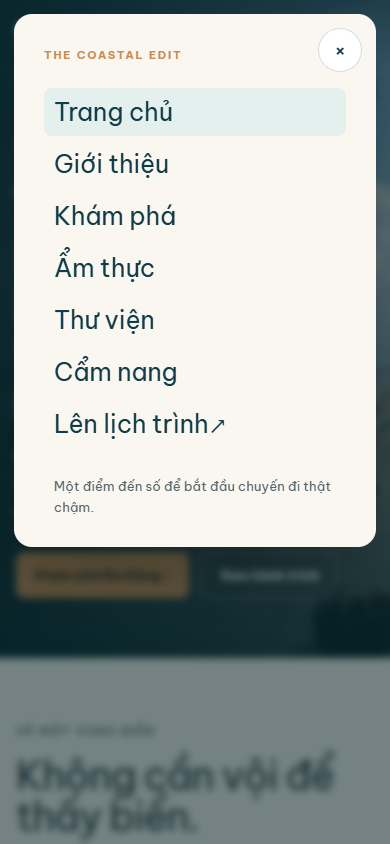 THE COASTAL EDIT
×
Trang chủ
Giới thiệu
Khám phá
Ẩm thực
Thư viện
Cẩm nang
Lên lịch trình↗
Một điểm đến số để bắt đầu chuyến đi thật
chậm.
Không cần vội để
thấy biển.